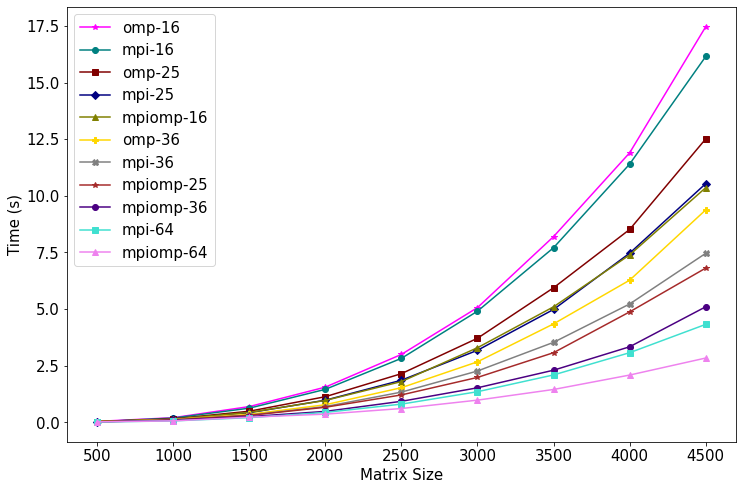 17.5
15.0
12.5
10.0
7.5
5.0
2.5
0.0
Time (s)
omp-16
mpi-16
omp-25
mpi-25
mpiomp-16
omp-36
mpi-36
mpiomp-25
mpiomp-36
mpi-64
mpiomp-64
500 1000 1500 2000 2500 3000 3500 4000 4500
Matrix Size